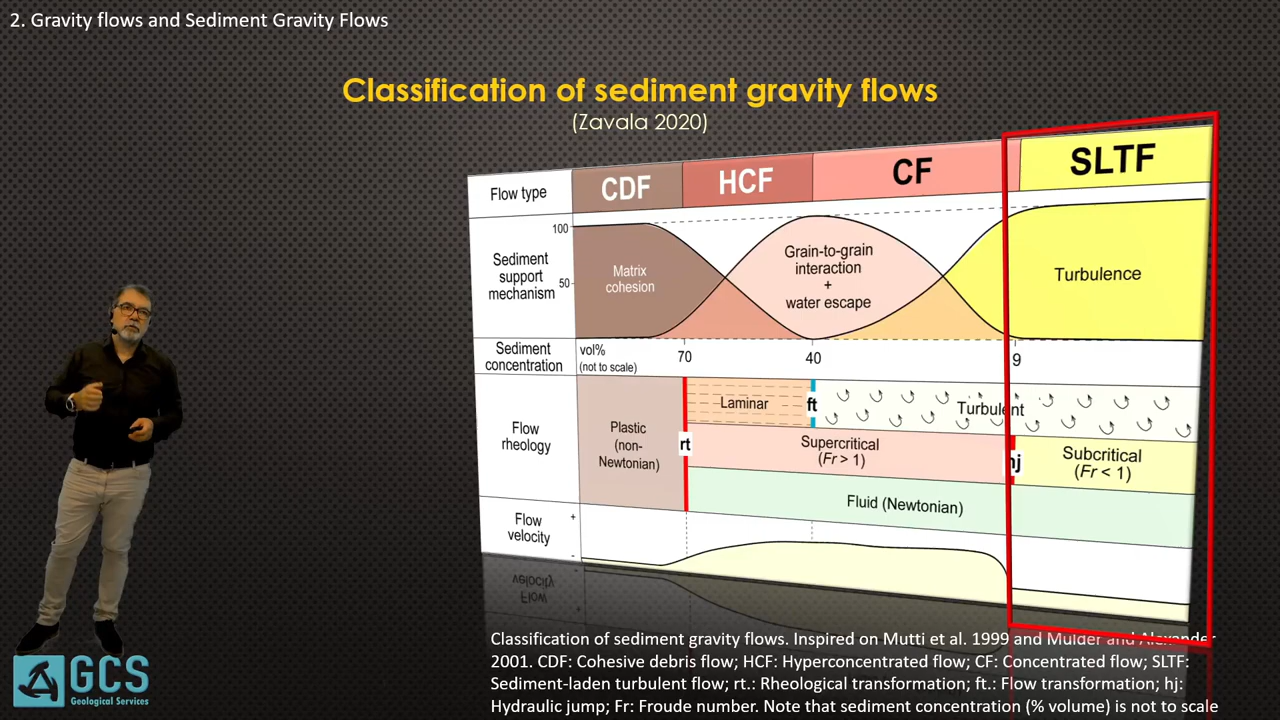 2. Gravity flows and Sediment Gravity Flows
Classification of sediment gravity flows
(Zavala 2020)
Flow type
CDF
HCF
CF
SLTF
Sediment
support
mechanism
100
50
Matrix
cohesion
Grain-to-grain
interaction
+
water escape
Turbulence
Sediment
concentration
vol%
(not to scale)
70
40
9
Flow
rheology
Plastic
(non-
Newtonian)
rt
Laminar
ft
Turbulent
Supercritical
(Fr > 1)
hj
Subcritical
(Fr < 1)
Fluid (Newtonian)
Flow
velocity
+
-
Classification of sediment gravity flows. Inspired on Mutti et al. 1999 and Mulder and Alexander
2001. CDF: Cohesive debris flow; HCF: Hyperconcentrated flow; CF: Concentrated flow; SLTF:
Sediment-laden turbulent flow; rt.: Rheological transformation; ft.: Flow transformation; hj:
Hydraulic jump; Fr: Froude number. Note that sediment concentration (% volume) is not to scale
GCS
Geological Services